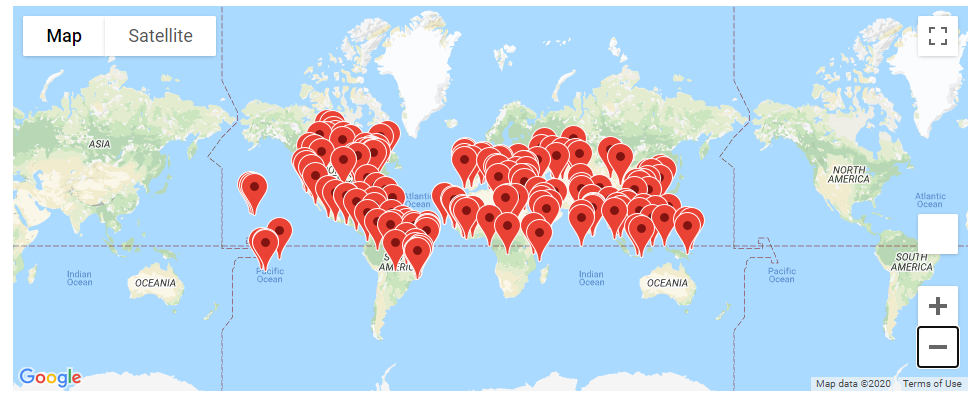 Map
Satellite
ASIA
NORTH
AMERICA
Atlantic
Ocean
Atlantic
Ocean
Indian
Ocean
OCEANIA
Pacific
Ocean
AMERICA
Indian
Ocean
OCEANIA
Pacific
Ocean
SOUTH
AMERICA
Google
Map data ©2020
Terms of Use